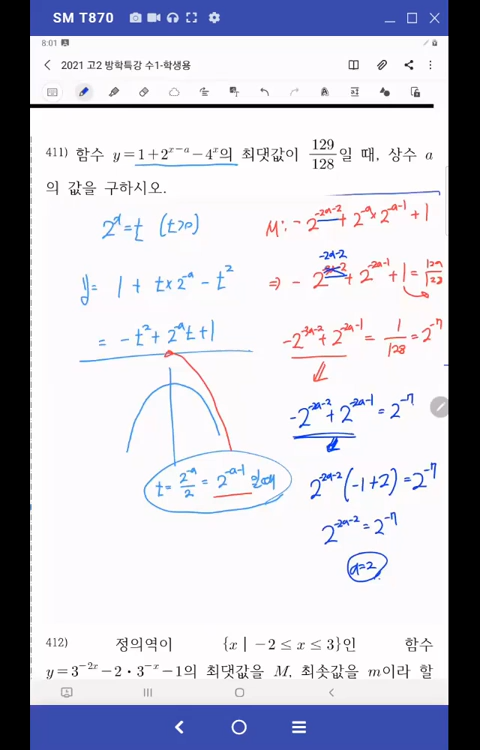 SM T870
8:01
2021 고2 방학특강 수1-학생용
411) 함수 y=1+2^{x-a}-4^x의 최댓값이 129/128일 때, 상수 a
의 값을 구하시오.
2^x=t (t>0)
y= 1 + t×2^{-a} - t^2
= -t^2+2^{-a}t+1
t=2^{-a}/2=2^{-a-1}일 때
M: -2^{-2a-2}+2^{-a}×2^{-a-1}+1
-2a-2
⇒ -2 +2^{-2a-1}+1=129/128
-2^{-2a-2}+2^{-2a-1}=1/128=2^{-7}
-2^{-2a-2}+2^{-2a-1}=2^{-7}
2^{-2a-2}(-1+2)=2^{-7}
2^{-2a-2}=2^{-7}
a=2
412) 정의역이 {x | -2≤x≤3}인 함수
y=3^{-2x}-2·3^{-x}-1의 최댓값을 M, 최솟값을 m이라 할